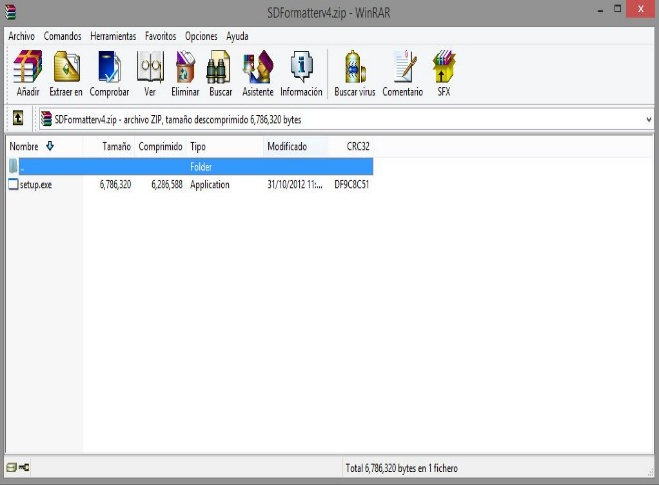 SDFormatterv4.zip - WinRAR
Archivo Comandos Herramientas Favoritos Opciones Ayuda
Añadir Extraer en Comprobar Ver Eliminar Buscar Asistente Información Buscar virus Comentario SFX
SDFormatterv4.zip - archivo ZIP, tamaño descomprimido 6,786,320 bytes
Nombre Tamaño Comprimido Tipo Modificado CRC32
.. Folder
setup.exe 6,786,320 6,286,588 Application 31/10/2012 11:... DF9C8C51
Total 6,786,320 bytes en 1 fichero